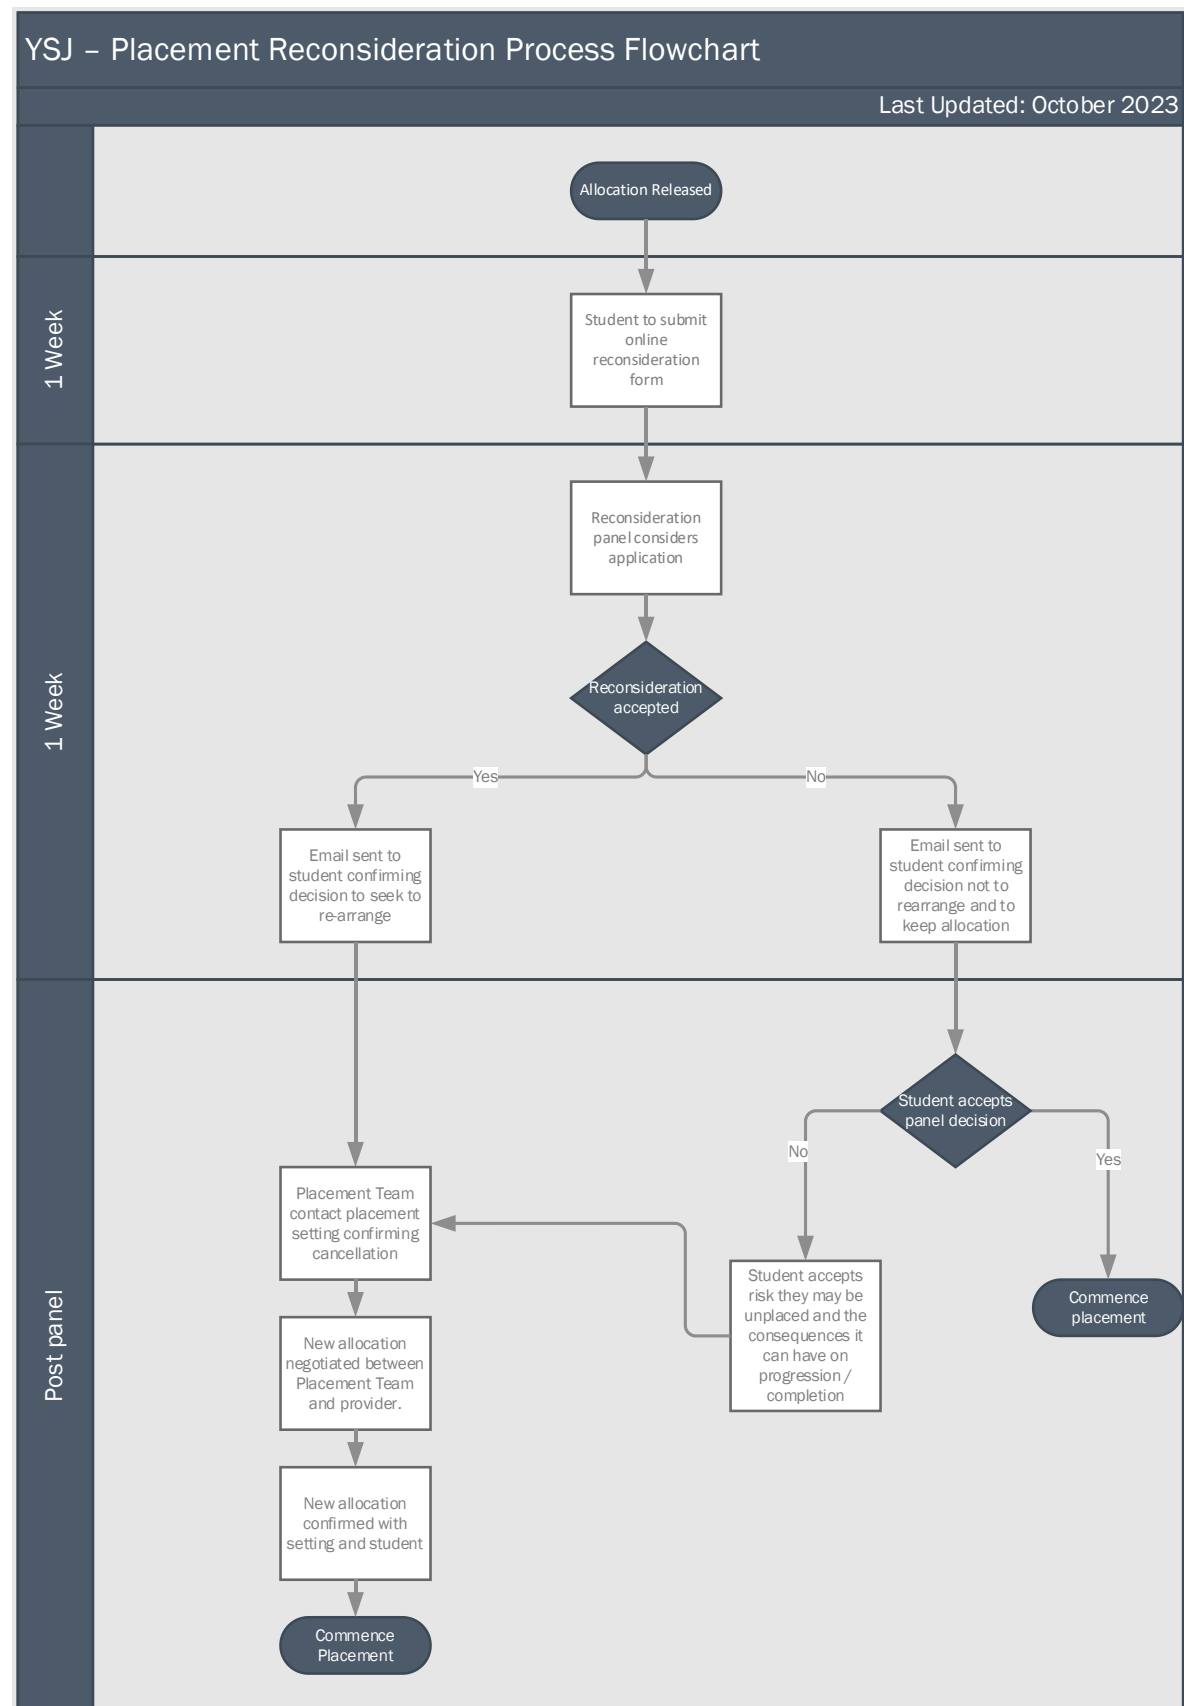 YSJ – Placement Reconsideration Process Flowchart
Last Updated: October 2023
Allocation Released
1 Week
Student to submit
online
reconsideration
form
1 Week
Reconsideration
panel considers
application
Reconsideration
accepted
Yes
No
Email sent to
student confirming
decision to seek to
re-arrange
Email sent to
student confirming
decision not to
rearrange and to
keep allocation
Post panel
Student accepts
panel decision
No
Yes
Placement Team
contact placement
setting confirming
cancellation
Student accepts
risk they may be
unplaced and the
consequences it
can have on
progression /
completion
Commence
placement
New allocation
negotiated between
Placement Team
and provider.
New allocation
confirmed with
setting and student
Commence
Placement